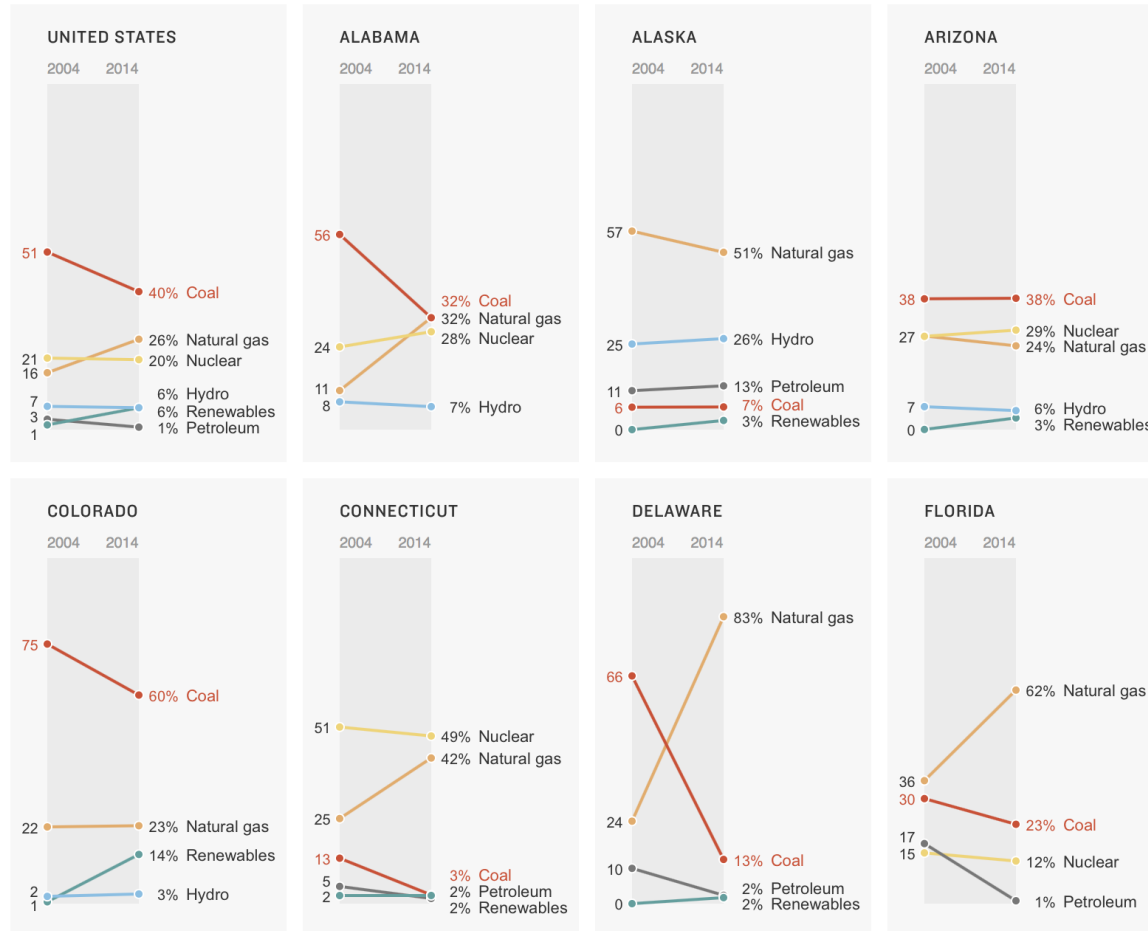 UNITED STATES
2004 2014
51
40% Coal
26% Natural gas
21
20% Nuclear
16
6% Hydro
7
6% Renewables
3
1% Petroleum
1
ALABAMA
2004 2014
56
32% Coal
32% Natural gas
28% Nuclear
24
11
8
7% Hydro
ALASKA
2004 2014
57
51% Natural gas
25
26% Hydro
11
13% Petroleum
6
7% Coal
0
3% Renewables
ARIZONA
2004 2014
38
38% Coal
27
29% Nuclear
24% Natural gas
7
6% Hydro
0
3% Renewables
COLORADO
2004 2014
75
60% Coal
22
23% Natural gas
14% Renewables
2
3% Hydro
1
CONNECTICUT
2004 2014
51
49% Nuclear
42% Natural gas
25
13
3% Coal
5
2% Petroleum
2
2% Renewables
DELAWARE
2004 2014
83% Natural gas
66
24
13% Coal
10
2% Petroleum
0
2% Renewables
FLORIDA
2004 2014
62% Natural gas
36
30
23% Coal
17
15
12% Nuclear
1% Petroleum